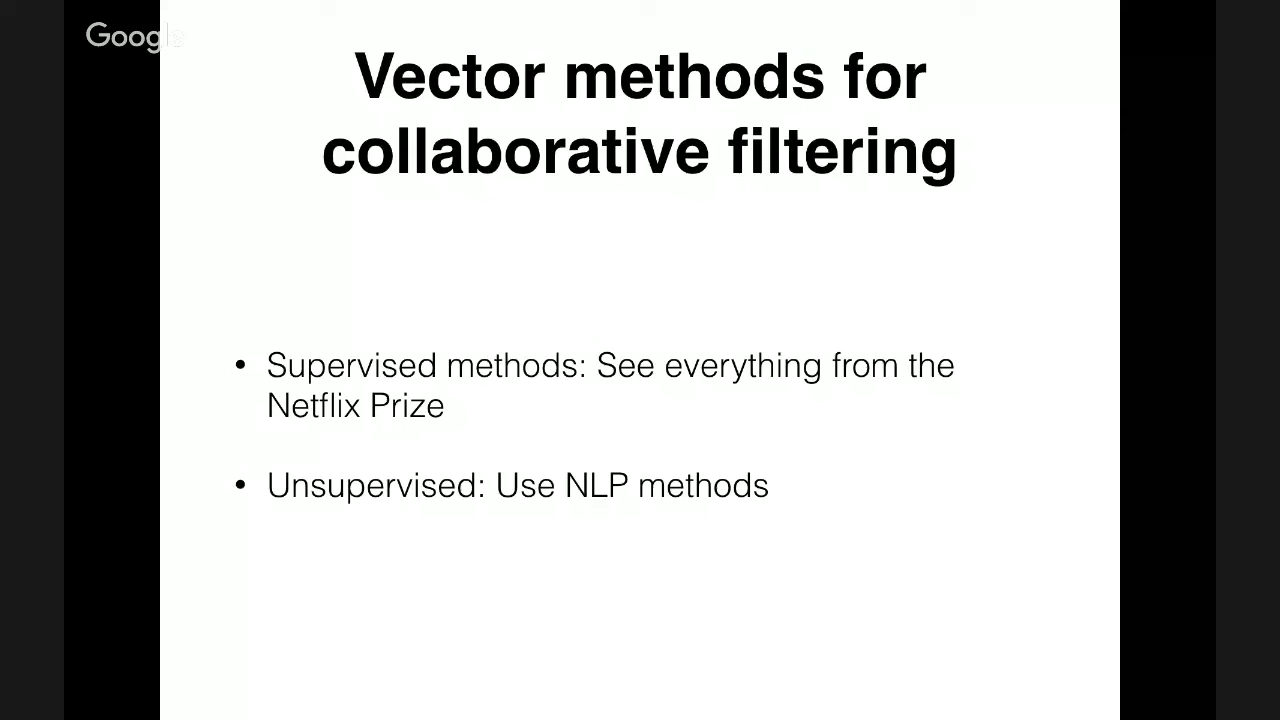 Google
Vector methods for
collaborative filtering
• Supervised methods: See everything from the
Netflix Prize
• Unsupervised: Use NLP methods